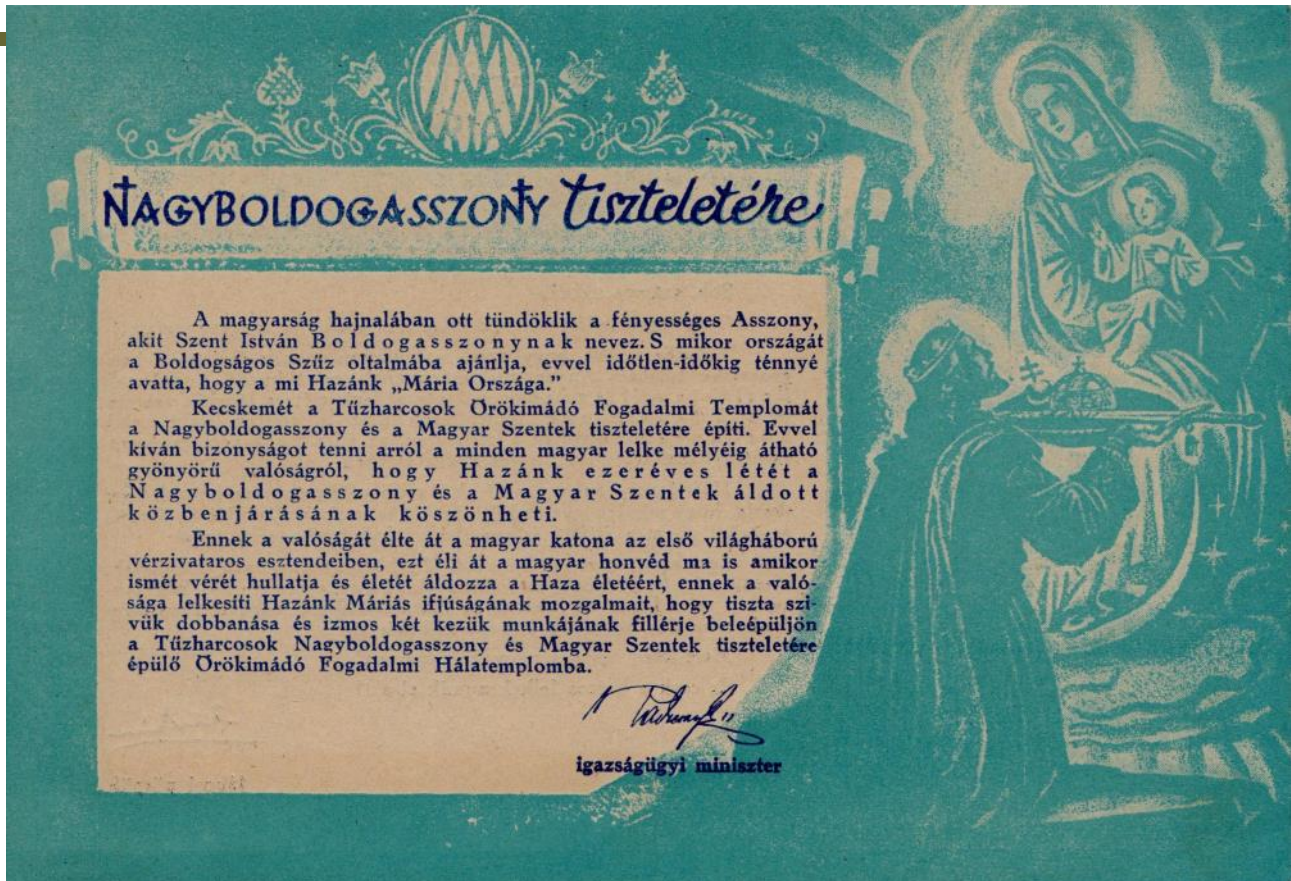 NAGYBOLDOGASSZONY tiszteletére
A magyarság hajnalában ott tündöklik a fényességes Asszony,
akit Szent István Boldogasszonynak nevez. S mikor országát
a Boldogságos Szűz oltalmába ajánlja, evvel időtlen-időkig ténnyé
avatta, hogy a mi Hazánk „Mária Országa."
Kecskemét a Tűzharcosok Örökimádó Fogadalmi Templomát
a Nagyboldogasszony és a Magyar Szentek tiszteletére építi. Evvel
kíván bizonyságot tenni arról a minden magyar lelke mélyéig átható
gyönyörű valóságról, hogy Hazánk ezeréves létét a
Nagyboldogasszony és a Magyar Szentek áldott
közbenjárásának köszönheti.
Ennek a valóságát élte át a magyar katona az első világháború
vérzivataros esztendeiben, ezt éli át a magyar honvéd ma is amikor
ismét vérét hullatja és életét áldozza a Haza életéért, ennek a való-
sága lelkesíti Hazánk Máriás ifjúságának mozgalmait, hogy tiszta szi-
vük dobbanása és izmos két kezük munkájának fillérje beleépüljön
a Tűzharcosok Nagyboldogasszony és Magyar Szentek tiszteletére
épülő Örökimádó Fogadalmi Hálatemplomba.
igazságügyi miniszter